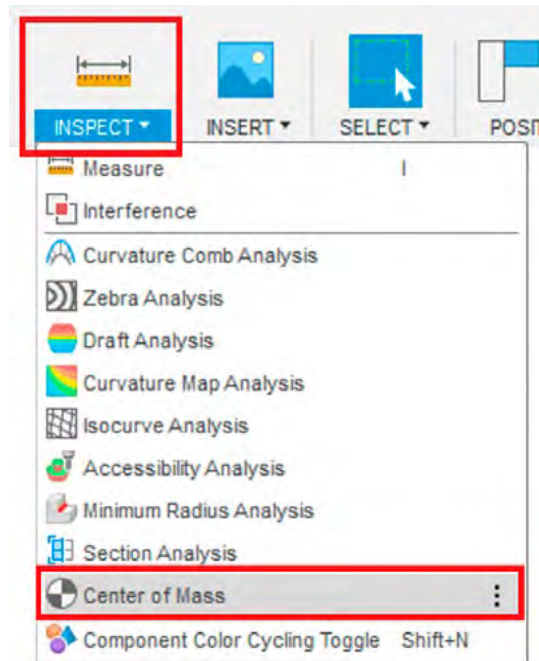 INSPECT INSERT SELECT
Measure I
Interference
Curvature Comb Analysis
Zebra Analysis
Draft Analysis
Curvature Map Analysis
Isocurve Analysis
Accessibility Analysis
Minimum Radius Analysis
Section Analysis
Center of Mass
Component Color Cycling Toggle Shift+N